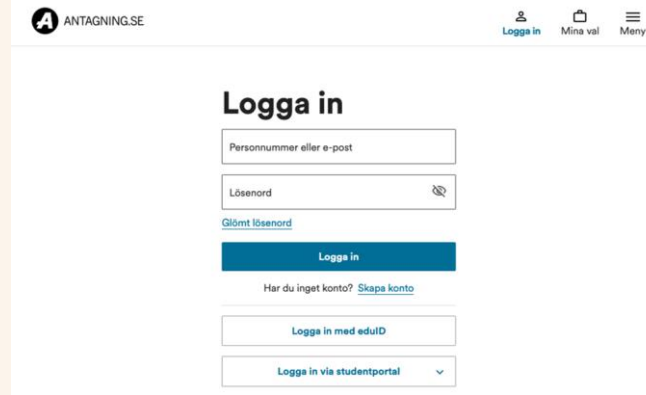 A ANTAGNING.SE
Logga in Mina val Meny
Logga in
Personnummer eller e-post
Lösenord
Glömt lösenord
Logga in
Har du inget konto? Skapa konto
Logga in med eduID
Logga in via studentportal